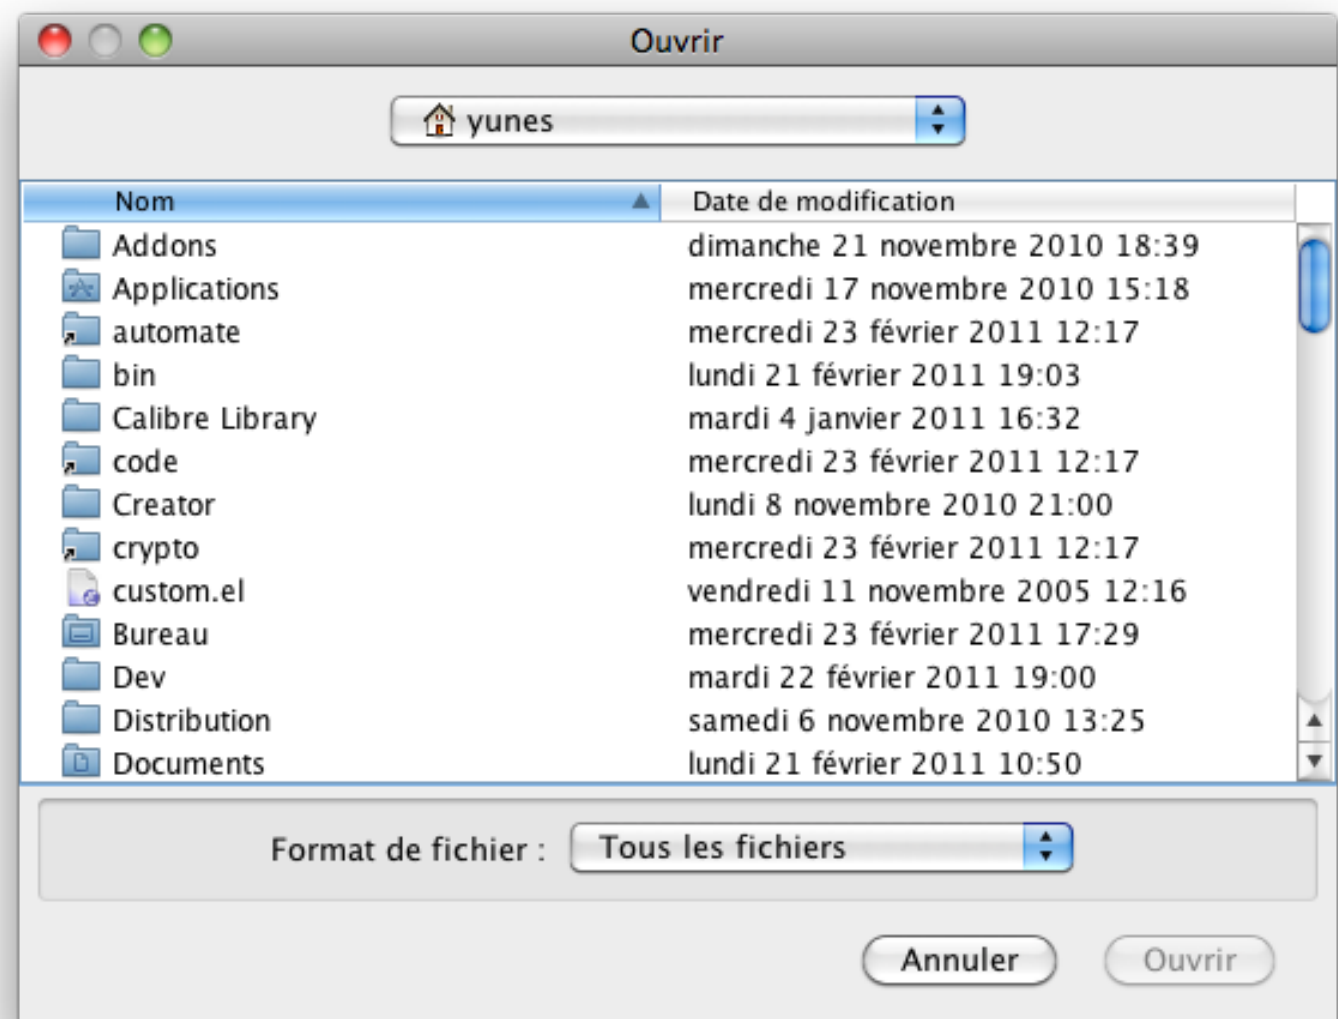 Ouvrir
yunes
Nom Date de modification
Addons dimanche 21 novembre 2010 18:39
Applications mercredi 17 novembre 2010 15:18
automate mercredi 23 février 2011 12:17
bin lundi 21 février 2011 19:03
Calibre Library mardi 4 janvier 2011 16:32
code mercredi 23 février 2011 12:17
Creator lundi 8 novembre 2010 21:00
crypto mercredi 23 février 2011 12:17
custom.el vendredi 11 novembre 2005 12:16
Bureau mercredi 23 février 2011 17:29
Dev mardi 22 février 2011 19:00
Distribution samedi 6 novembre 2010 13:25
Documents lundi 21 février 2011 10:50
Format de fichier : Tous les fichiers
Annuler Ouvrir